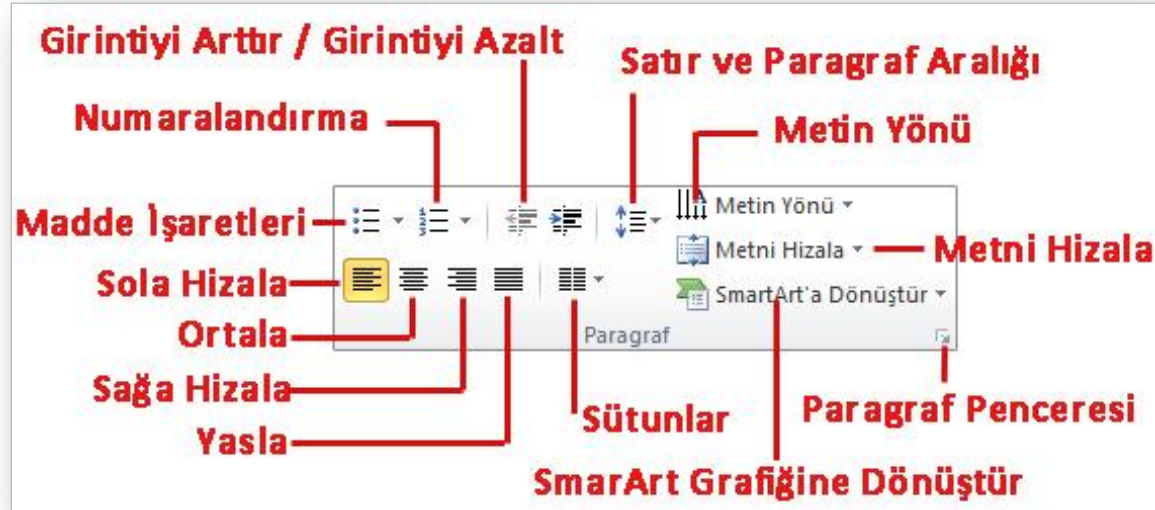 Girintiyi Arttır / Girintiyi Azalt
Satır ve Paragraf Aralığı
Numaralandırma
Metin Yönü
Madde İşaretleri
Metin Yönü
Metni Hizala
Metni Hizala
Sola Hizala
SmartArt'a Dönüştür
Ortala
Paragraf
Sağa Hizala
Sütunlar
Paragraf Penceresi
Yasla
SmarArt Grafiğine Dönüştür